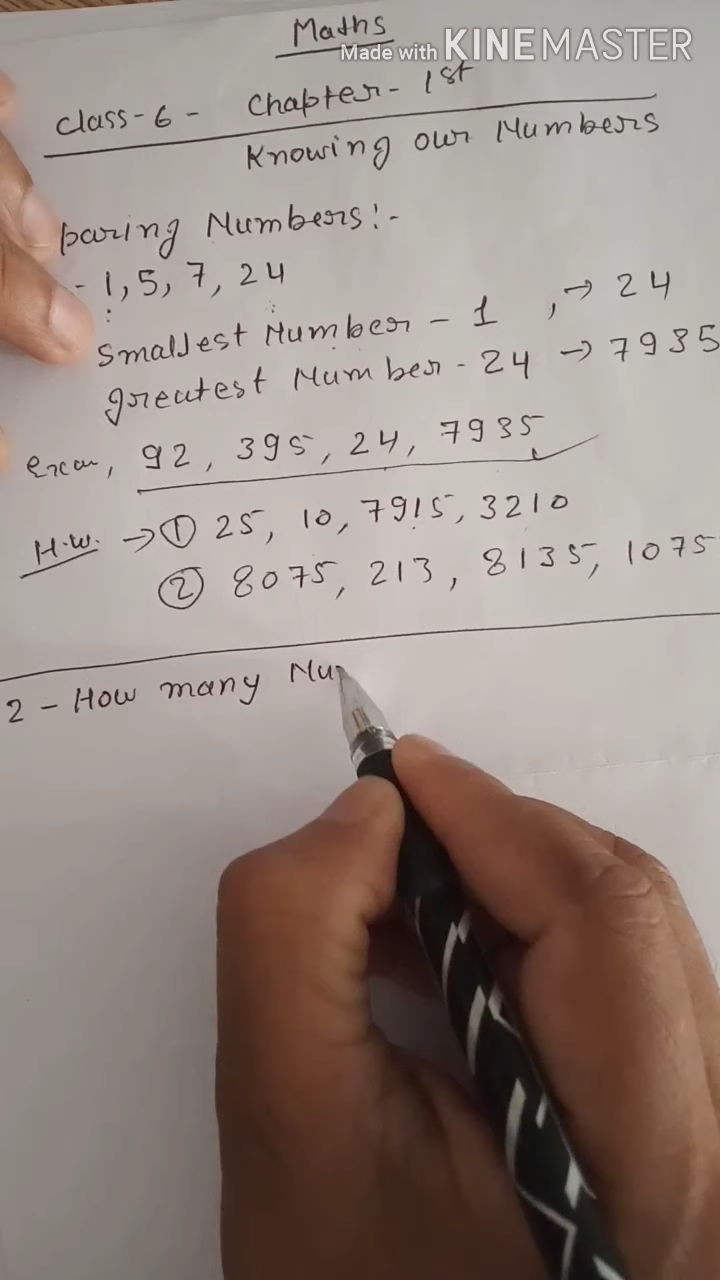 Maths
Made with KINEMASTER
Class-6 - Chapter- 1st
Knowing our Numbers
paring Numbers:-
- 1, 5, 7, 24
Smallest Number - 1 , → 24
greatest Number - 24 → 7935
92, 395, 24, 7935
H.W. → ① 25, 10, 7915, 3210
② 8075, 213, 8135, 1075
2 - How many Nu